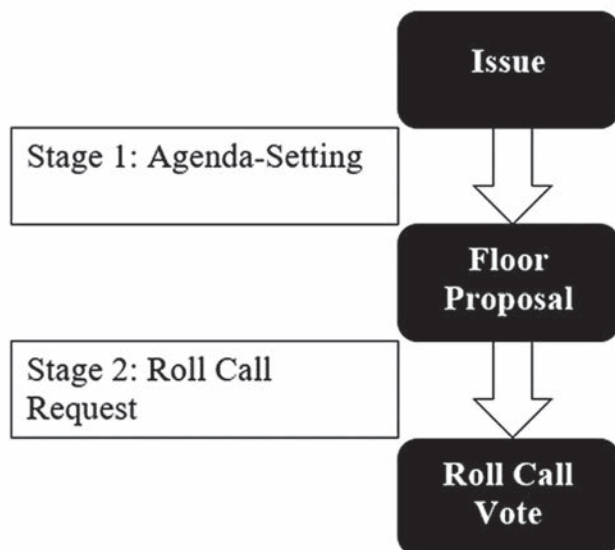 Issue
Stage 1: Agenda-Setting
Floor
Proposal
Stage 2: Roll Call
Request
Roll Call
Vote